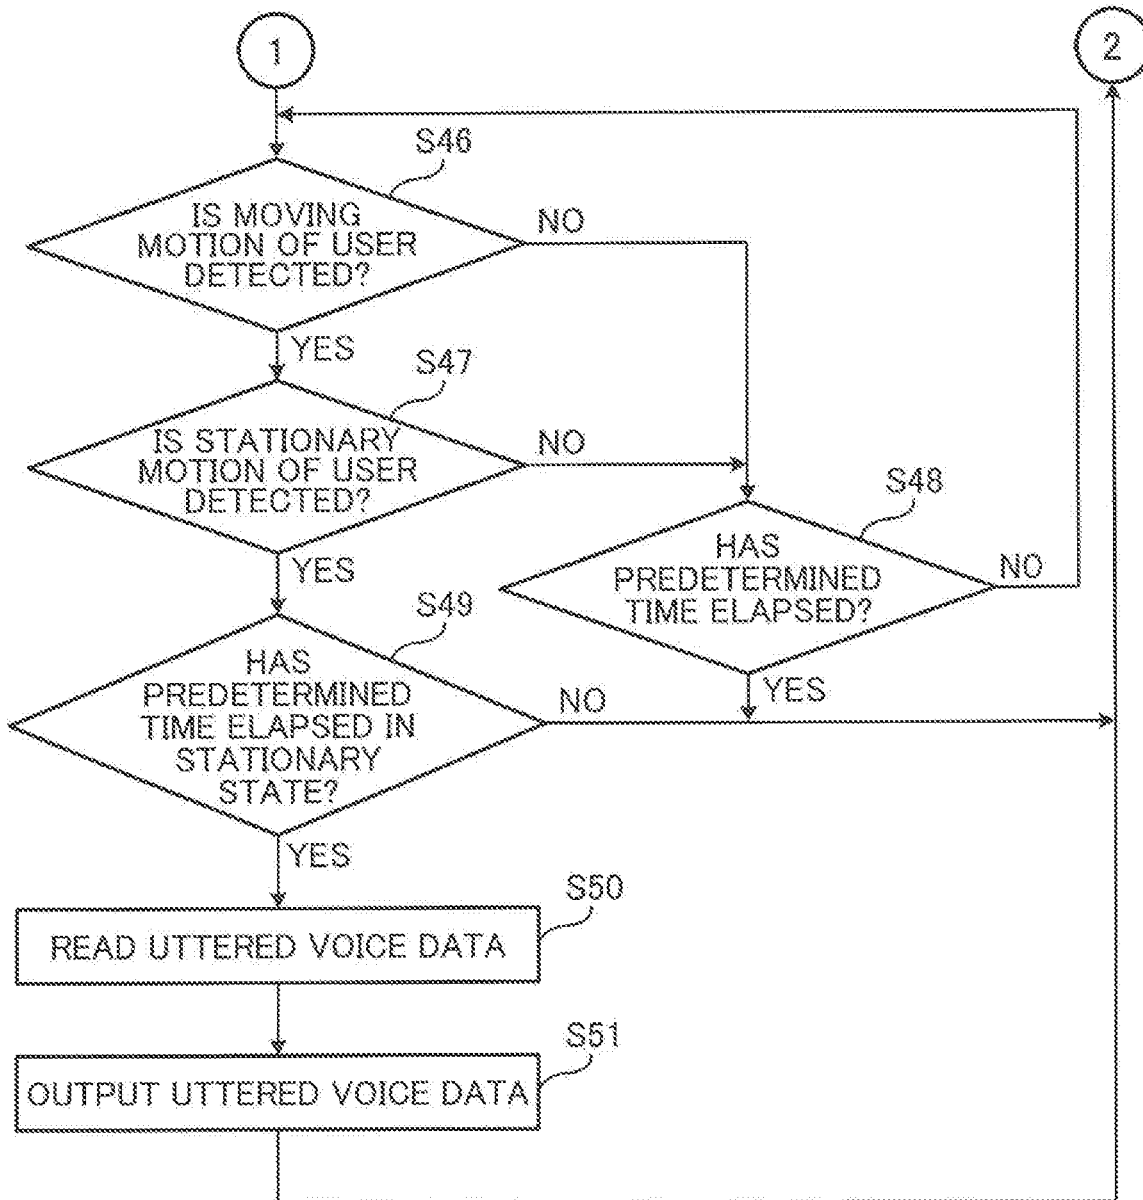 1
2
S46
IS MOVING
MOTION OF USER
DETECTED?
NO
YES
S47
IS STATIONARY
MOTION OF USER
DETECTED?
NO
YES
S48
HAS
PREDETERMINED
TIME ELAPSED?
NO
YES
S49
HAS
PREDETERMINED
TIME ELAPSED IN
STATIONARY
STATE?
NO
YES
S50
READ UTTERED VOICE DATA
S51
OUTPUT UTTERED VOICE DATA